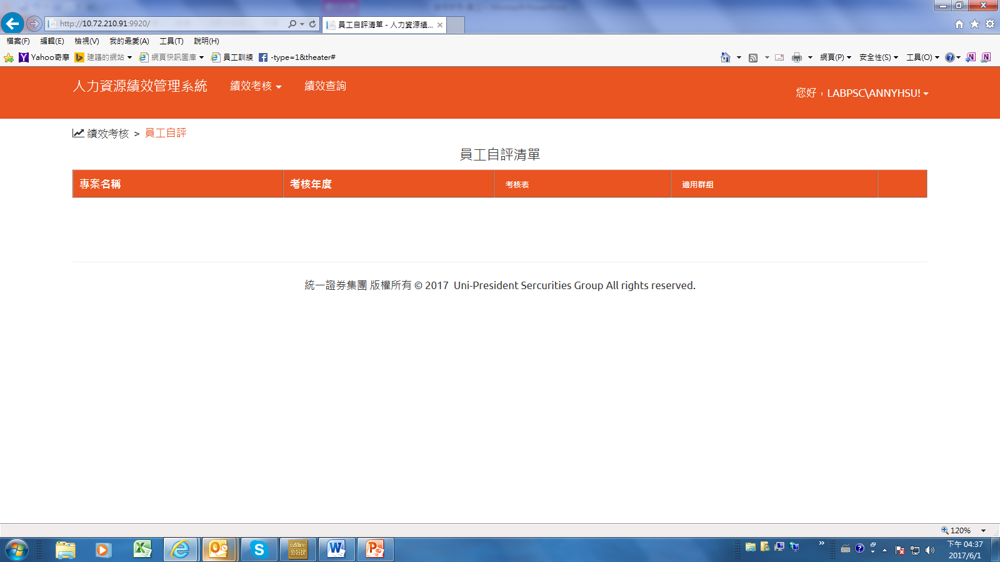 http://10.72.210.91:9920/
員工自評清單 - 人力資源績...
檔案(F) 編輯(E) 檢視(V) 我的最愛(A) 工具(T) 說明(H)
Yahoo奇摩 建議的網站 網頁快訊圖庫 員工訓練 -type=1&theater#
網頁(P) 安全性(S) 工具(O)
人力資源績效管理系統 績效考核 績效查詢
您好，LABPSC\ANNYHSU!
績效考核 > 員工自評
員工自評清單
專案名稱 考核年度 考核表 適用群組
統一證券集團 版權所有 © 2017 Uni-President Sercurities Group All rights reserved.
120%
ezMine
金好探
下午 04:37
2017/6/1